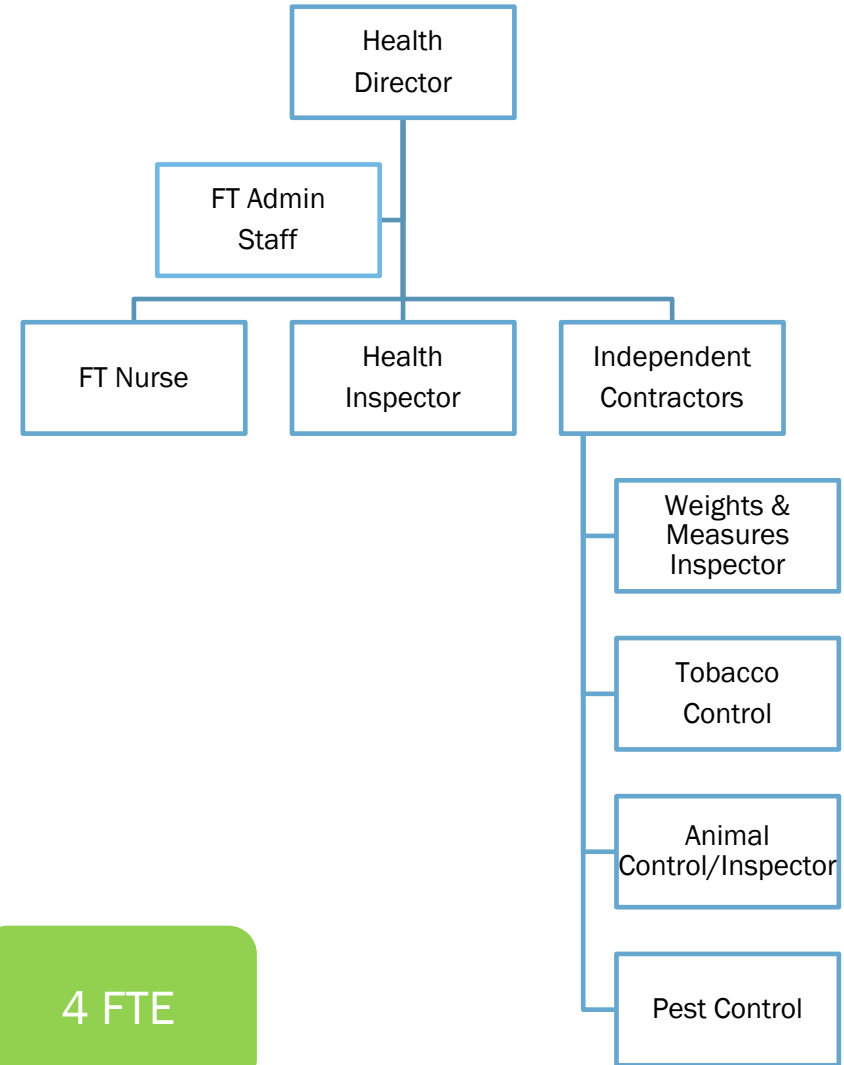 Health
Director
FT Admin
Staff
FT Nurse
Health
Inspector
Independent
Contractors
Weights &
Measures
Inspector
Tobacco
Control
Animal
Control/Inspector
Pest Control
4 FTE